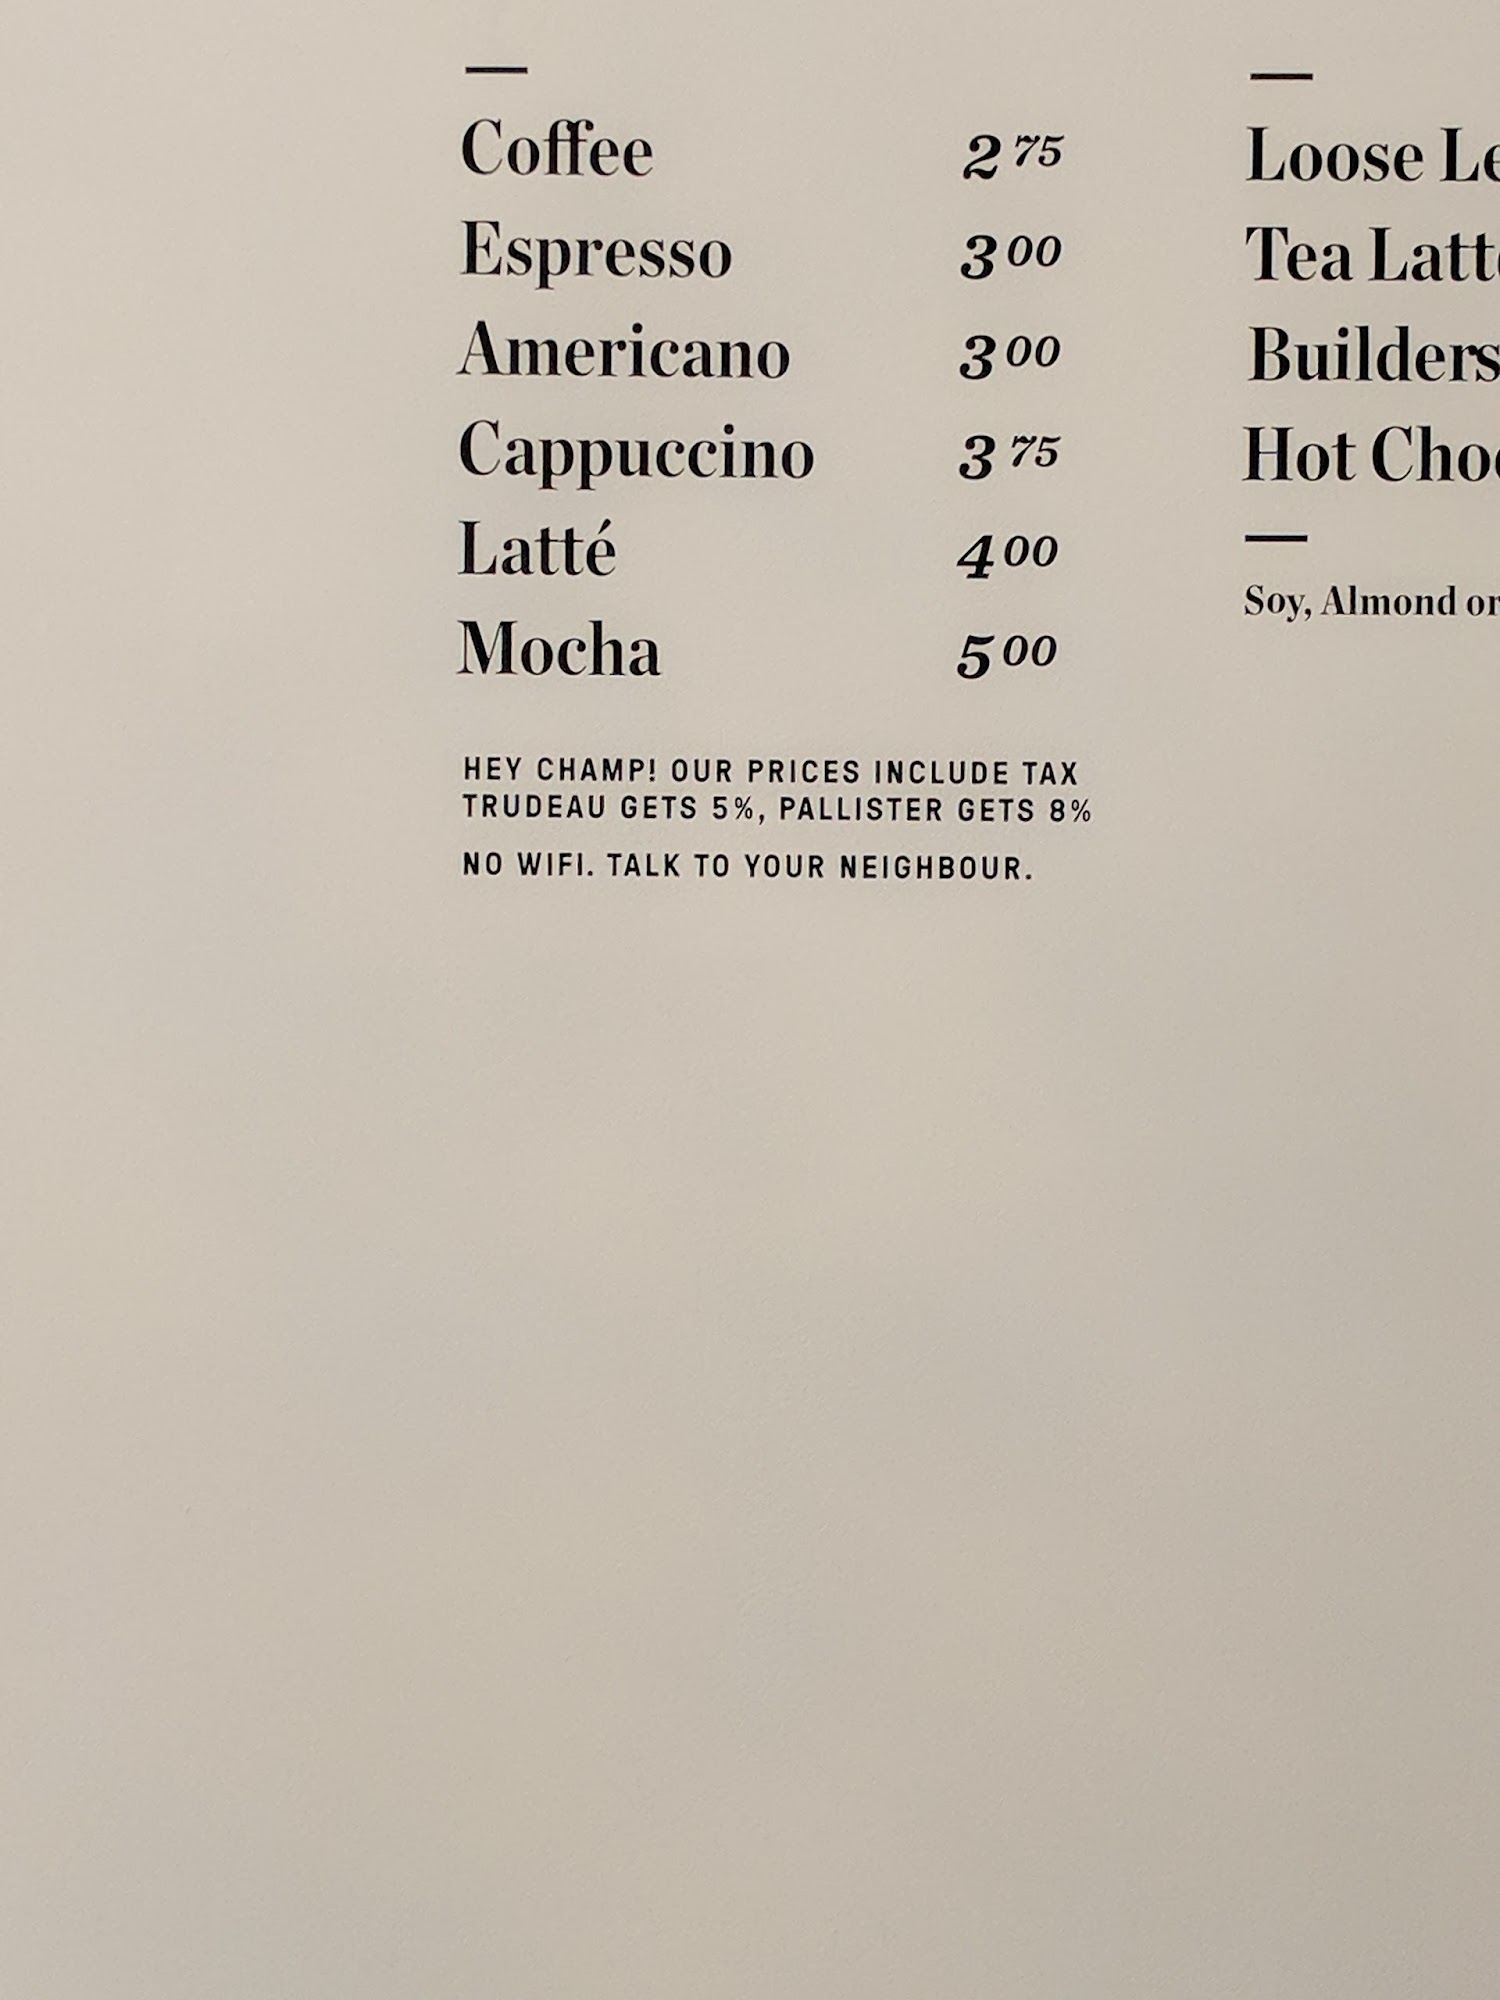 Coffee 2 75
Espresso 3 00
Americano 3 00
Cappuccino 3 75
Latté 4 00
Mocha 5 00
HEY CHAMP! OUR PRICES INCLUDE TAX
TRUDEAU GETS 5%, PALLISTER GETS 8%
NO WIFI. TALK TO YOUR NEIGHBOUR.
Loose
Tea
Builders
Hot
Soy, Almond or